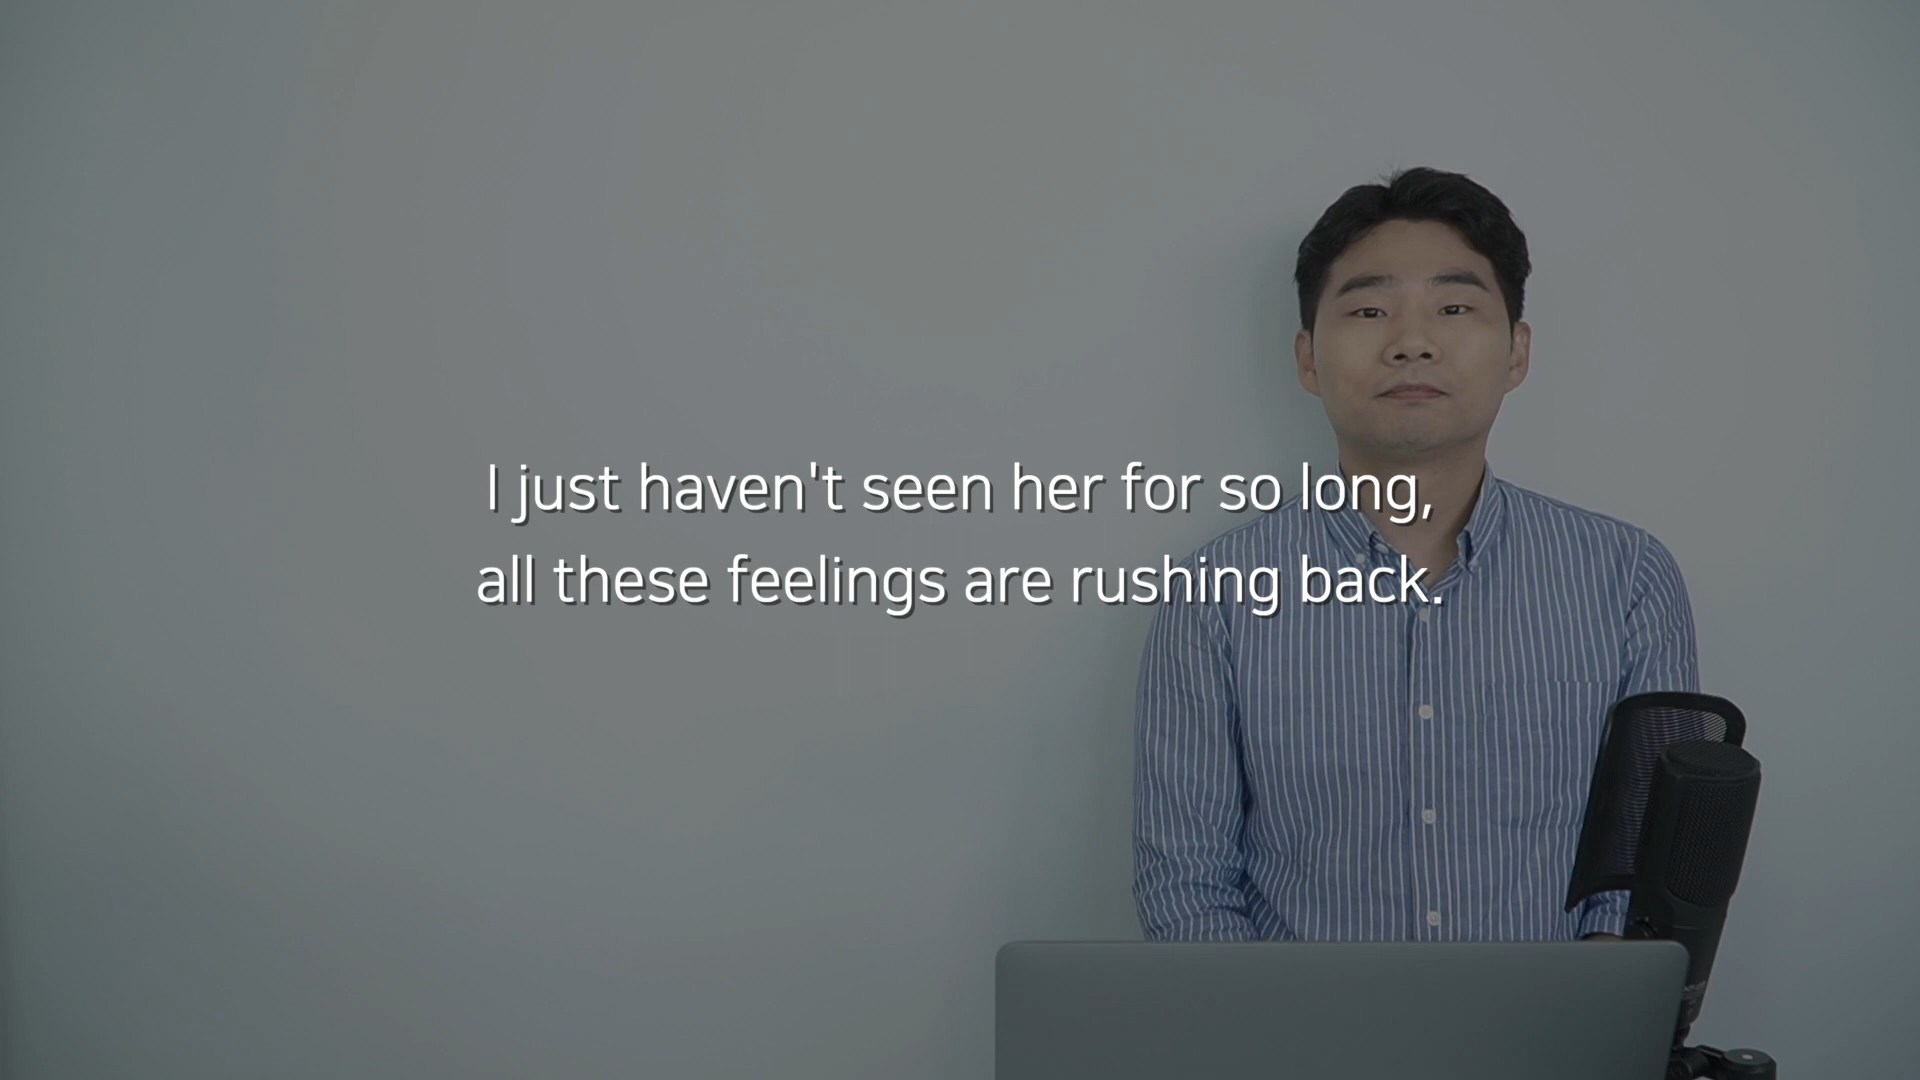 I just haven't seen her for so long,
all these feelings are rushing back.